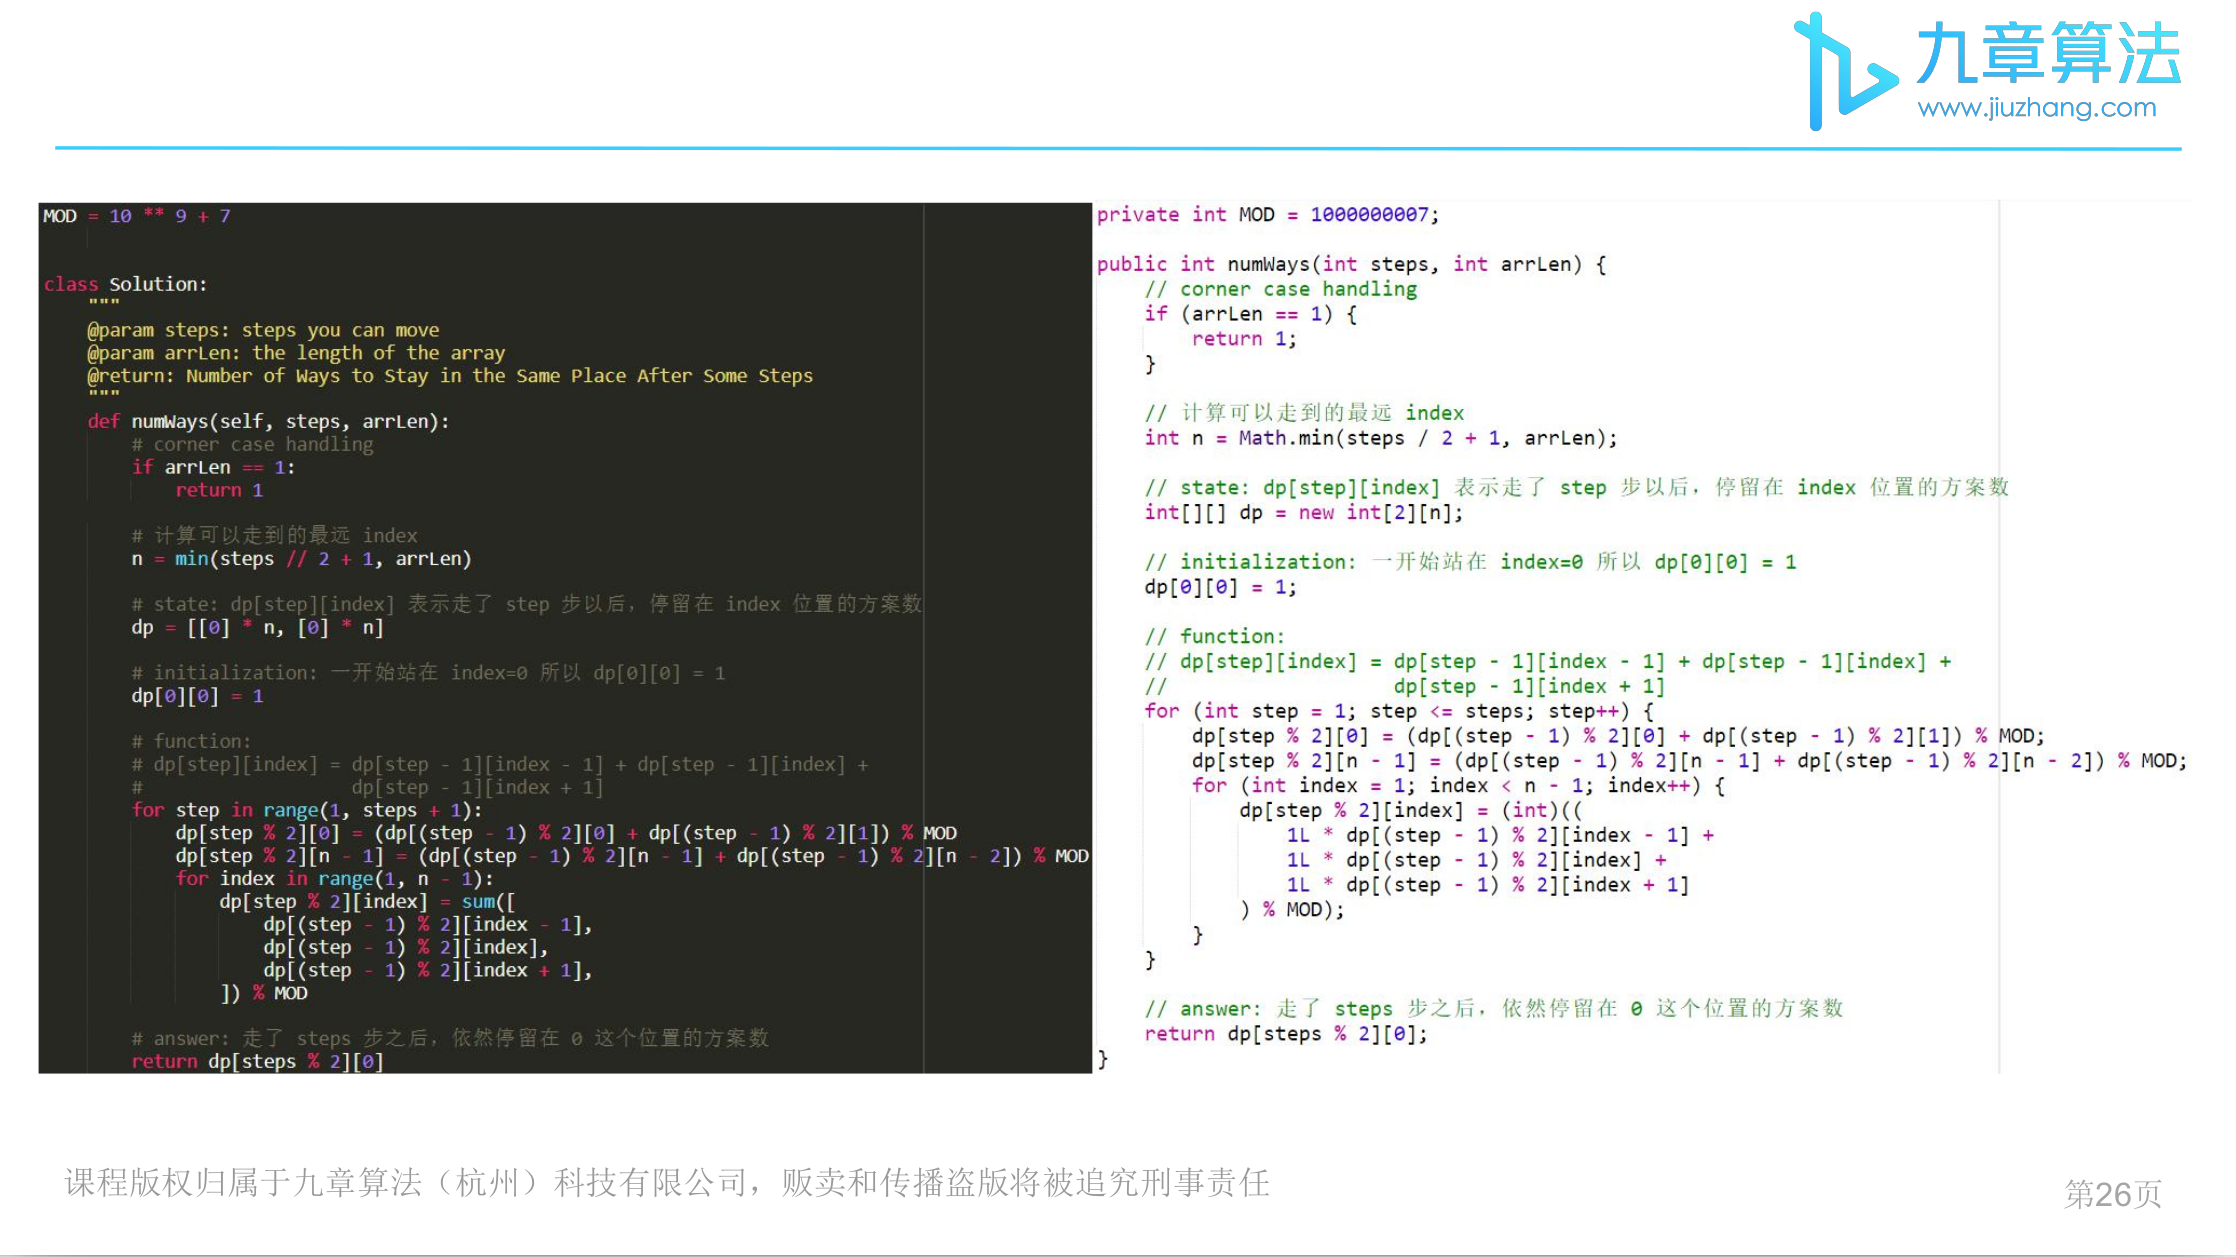 九章算法
www.jiuzhang.com
MOD = 10 ** 9 + 7
class Solution:
    """
    @param steps: steps you can move
    @param arrLen: the length of the array
    @return: Number of Ways to Stay in the Same Place After Some Steps
    """
    def numWays(self, steps, arrLen):
        # corner case handling
        if arrLen == 1:
            return 1
        # 计算可以走到的最远 index
        n = min(steps // 2 + 1, arrLen)
        # state: dp[step][index] 表示走了 step 步以后，停留在 index 位置的方案数
        dp = [[0] * n, [0] * n]
        # initialization: 一开始站在 index=0 所以 dp[0][0] = 1
        dp[0][0] = 1
        # function:
        # dp[step][index] = dp[step - 1][index - 1] + dp[step - 1][index] +
        #                   dp[step - 1][index + 1]
        for step in range(1, steps + 1):
            dp[step % 2][0] = (dp[(step - 1) % 2][0] + dp[(step - 1) % 2][1]) % MOD
            dp[step % 2][n - 1] = (dp[(step - 1) % 2][n - 1] + dp[(step - 1) % 2][n - 2]) % MOD
            for index in range(1, n - 1):
                dp[step % 2][index] = sum([
                    dp[(step - 1) % 2][index - 1],
                    dp[(step - 1) % 2][index],
                    dp[(step - 1) % 2][index + 1],
                ]) % MOD
        # answer: 走了 steps 步之后，依然停留在 0 这个位置的方案数
        return dp[steps % 2][0]
private int MOD = 1000000007;
public int numWays(int steps, int arrLen) {
    // corner case handling
    if (arrLen == 1) {
        return 1;
    }
    // 计算可以走到的最远 index
    int n = Math.min(steps / 2 + 1, arrLen);
    // state: dp[step][index] 表示走了 step 步以后，停留在 index 位置的方案数
    int[][] dp = new int[2][n];
    // initialization: 一开始站在 index=0 所以 dp[0][0] = 1
    dp[0][0] = 1;
    // function:
    // dp[step][index] = dp[step - 1][index - 1] + dp[step - 1][index] +
    //                   dp[step - 1][index + 1]
    for (int step = 1; step <= steps; step++) {
        dp[step % 2][0] = (dp[(step - 1) % 2][0] + dp[(step - 1) % 2][1]) % MOD;
        dp[step % 2][n - 1] = (dp[(step - 1) % 2][n - 1] + dp[(step - 1) % 2][n - 2]) % MOD;
        for (int index = 1; index < n - 1; index++) {
            dp[step % 2][index] = (int)((
                1L * dp[(step - 1) % 2][index - 1] +
                1L * dp[(step - 1) % 2][index] +
                1L * dp[(step - 1) % 2][index + 1]
            ) % MOD);
        }
    }
    // answer: 走了 steps 步之后，依然停留在 0 这个位置的方案数
    return dp[steps % 2][0];
}
课程版权归属于九章算法（杭州）科技有限公司，贩卖和传播盗版将被追究刑事责任
第26页